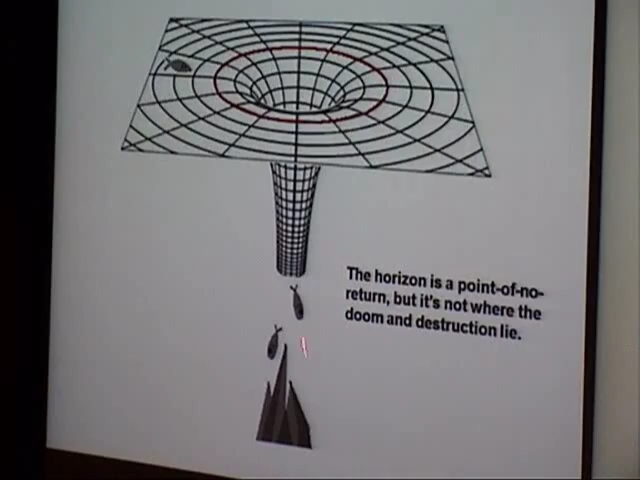 The horizon is a point-of-no-
return, but it's not where the
doom and destruction lie.